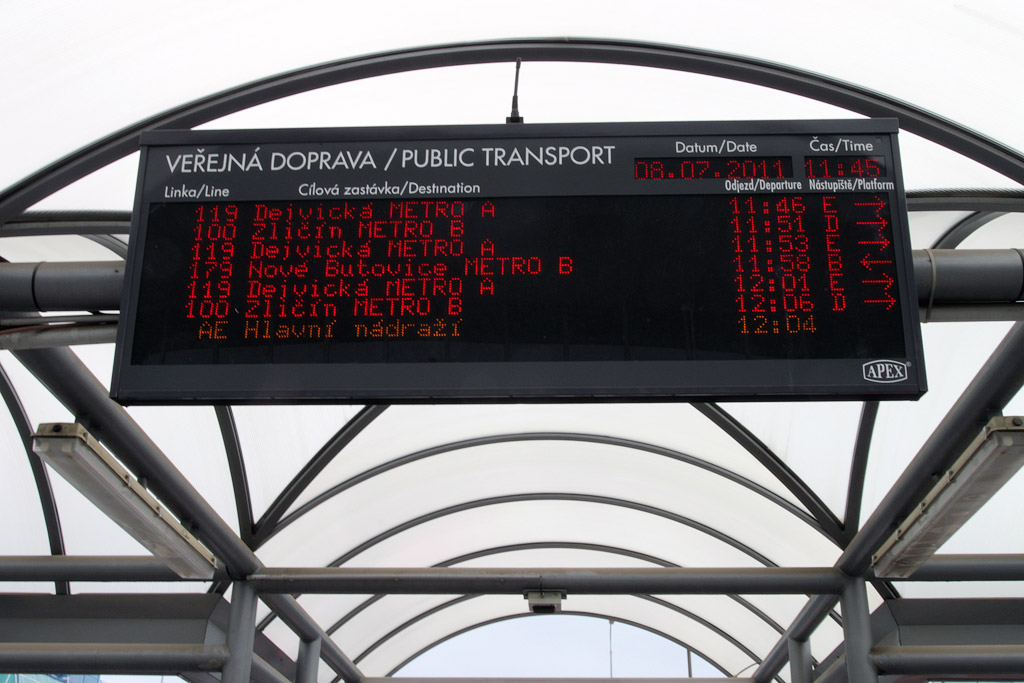 VEŘEJNÁ DOPRAVA / PUBLIC TRANSPORT
Datum/Date Čas/Time
08.07.2011 11:45
Linka/Line Cílová zastávka/Destination Odjezd/Departure Nástupiště/Platform
119 Dejvická METRO A 11:46 E →
100 Zličín METRO B 11:51 D →
119 Dejvická METRO A 11:53 E →
179 Nové Butovice METRO B 11:58 B ←
119 Dejvická METRO A 12:01 E →
100 Zličín METRO B 12:06 D →
AE Hlavní nádraží 12:04
APEX®